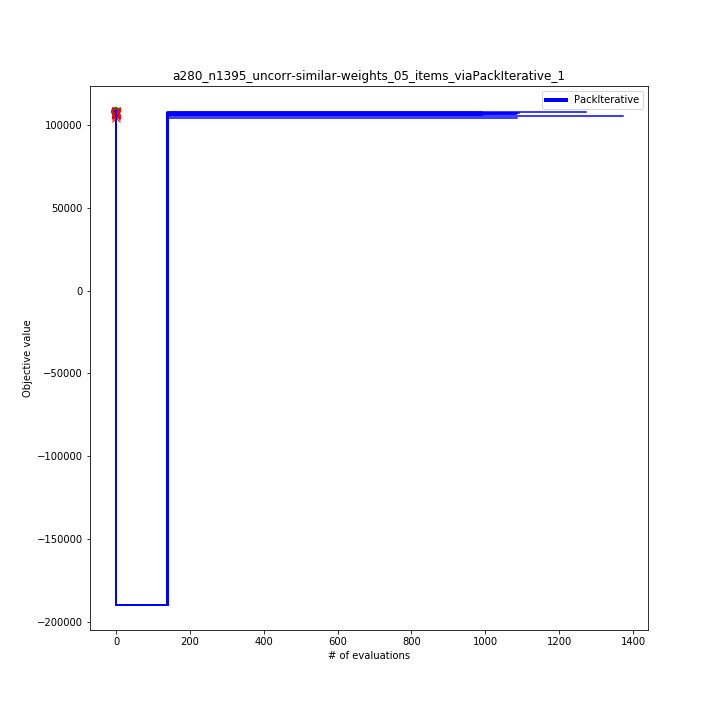 a280_n1395_uncorr-similar-weights_05_items_viaPackIterative_1
PackIterative
100000
50000
0
−50000
−100000
−150000
−200000
Objective value
0 200 400 600 800 1000 1200 1400
# of evaluations